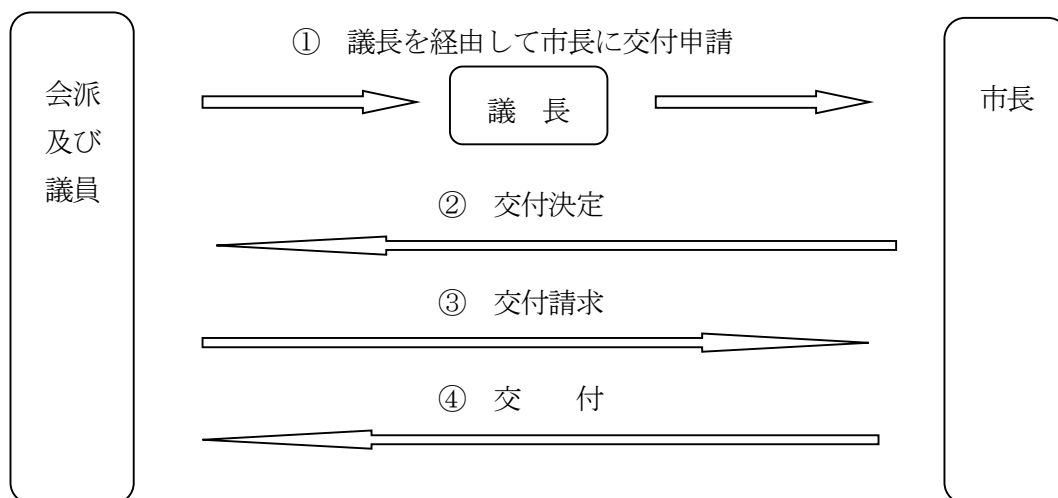 ① 議長を経由して市長に交付申請
会派
及び
議員
議 長
市長
② 交付決定
③ 交付請求
④ 交 付